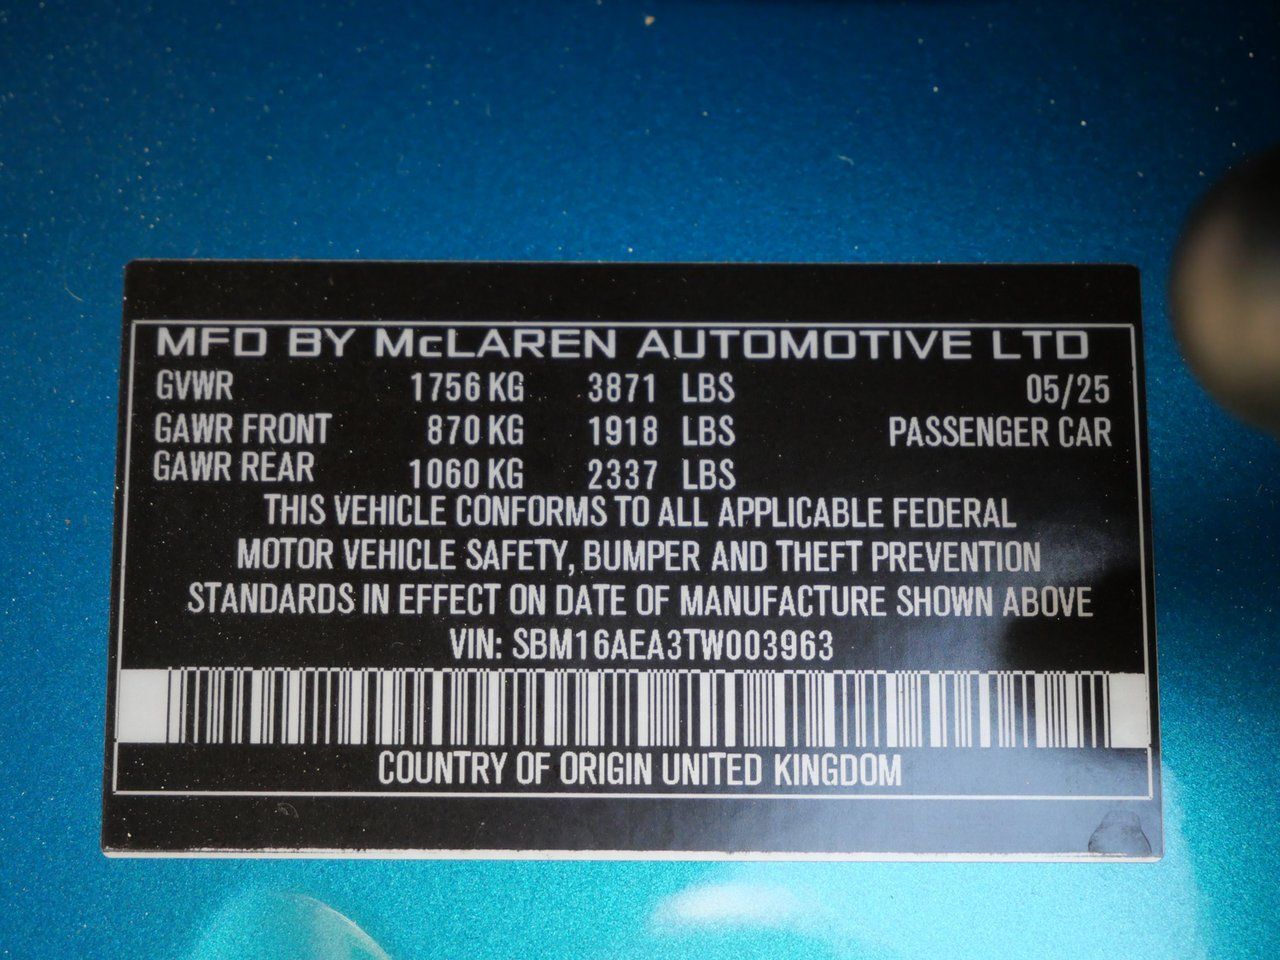 MFD BY McLAREN AUTOMOTIVE LTD
GVWR 1756 KG 3871 LBS 05/25
GAWR FRONT 870 KG 1918 LBS PASSENGER CAR
GAWR REAR 1060 KG 2337 LBS
THIS VEHICLE CONFORMS TO ALL APPLICABLE FEDERAL
MOTOR VEHICLE SAFETY, BUMPER AND THEFT PREVENTION
STANDARDS IN EFFECT ON DATE OF MANUFACTURE SHOWN ABOVE
VIN: SBM16AEA3TW003963
COUNTRY OF ORIGIN UNITED KINGDOM